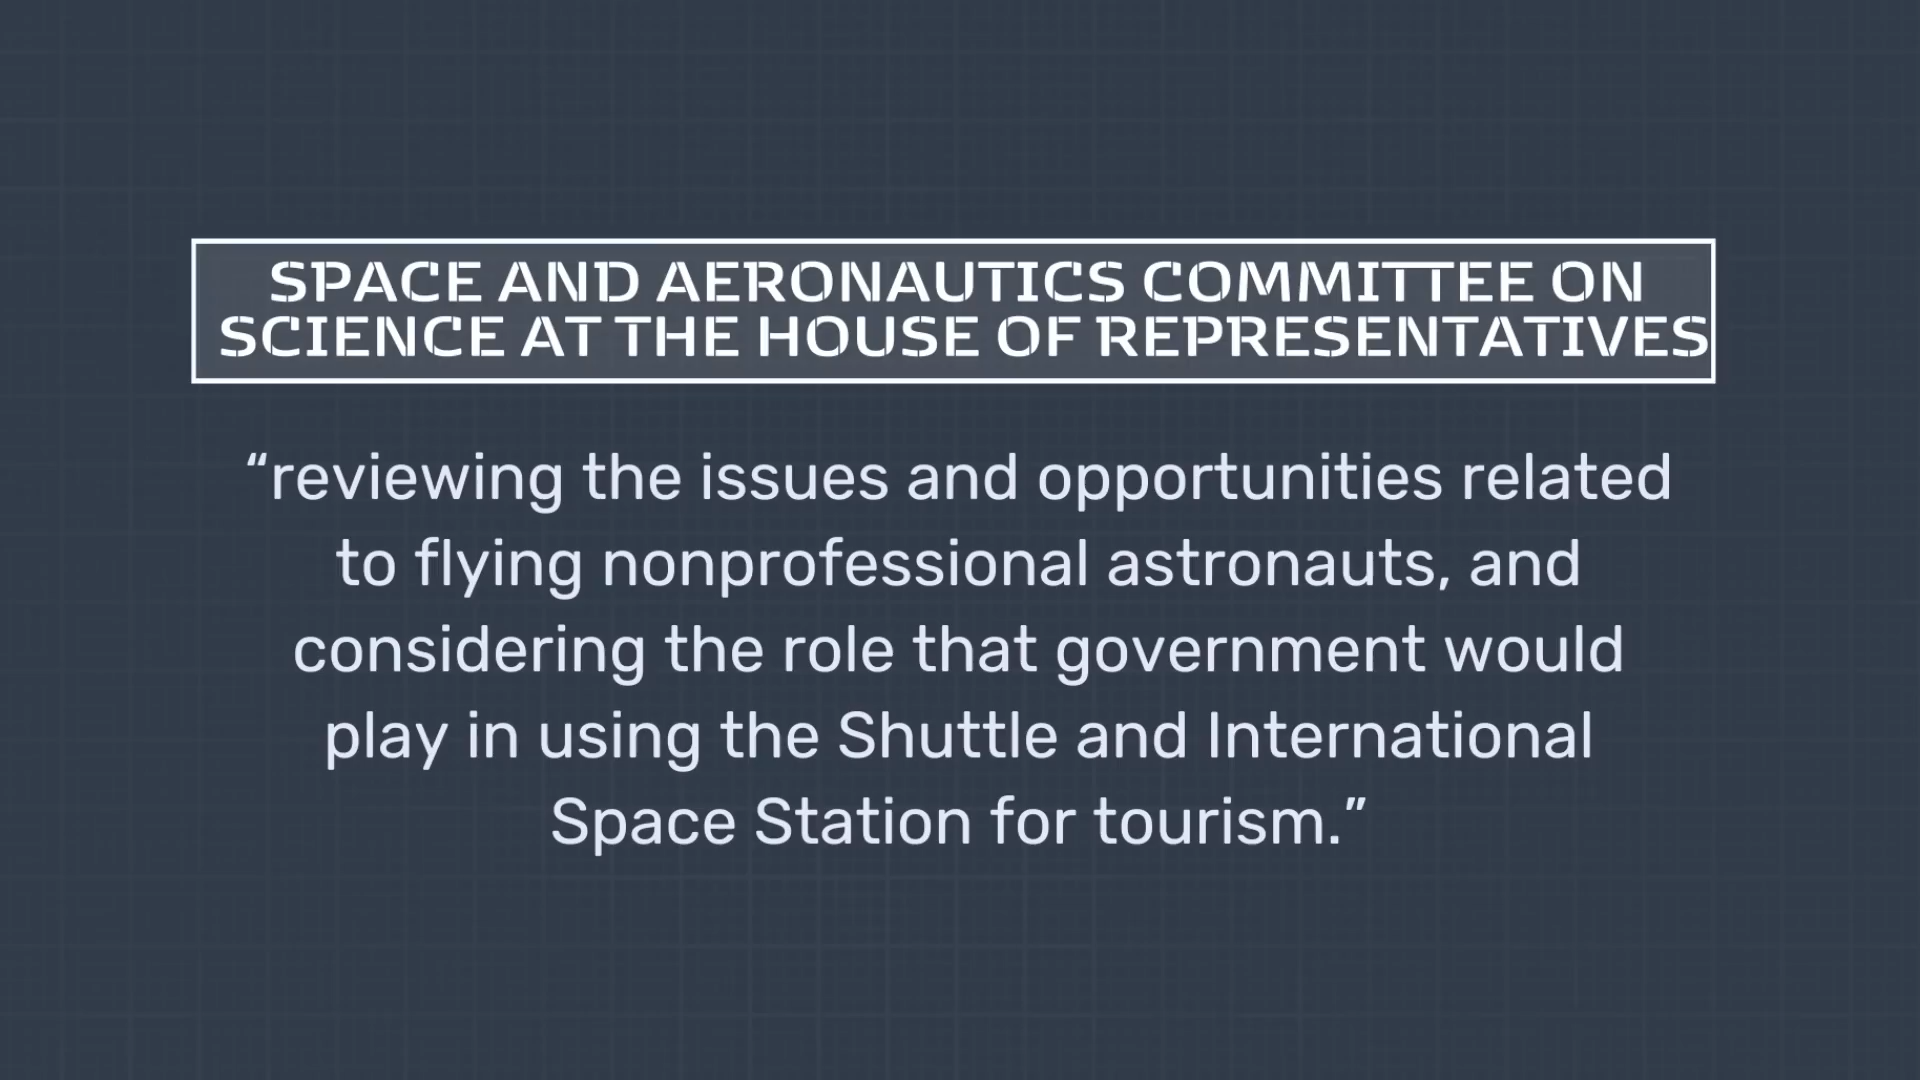 SPACE AND AERONAUTICS COMMITTEE ON
SCIENCE AT THE HOUSE OF REPRESENTATIVES
“reviewing the issues and opportunities related
to flying nonprofessional astronauts, and
considering the role that government would
play in using the Shuttle and International
Space Station for tourism.”